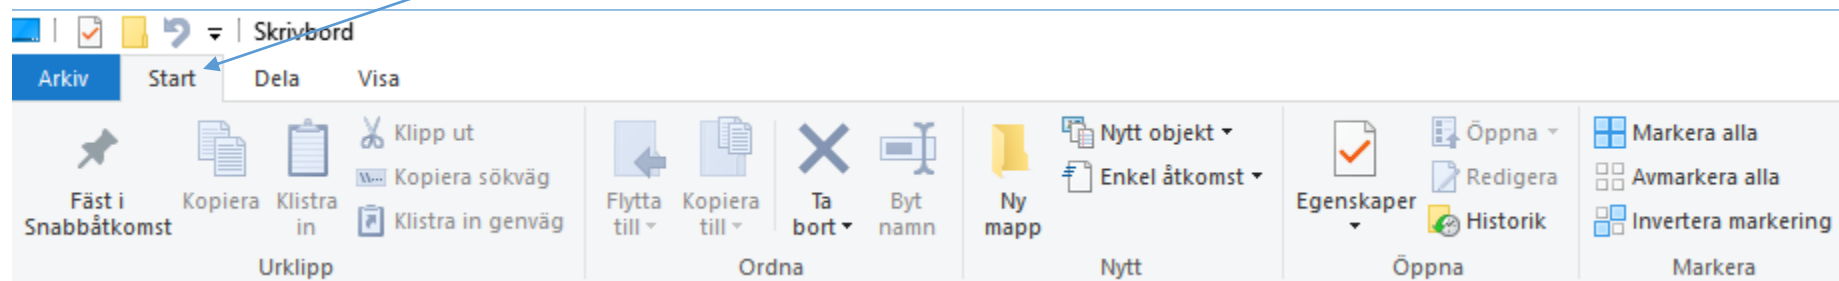 Skrivbord
Arkiv Start Dela Visa
Fäst i
Snabbåtkomst
Kopiera
Klistra
in
Klipp ut
Kopiera sökväg
Klistra in genväg
Urklipp
Flytta
till
Kopiera
till
Ta
bort
Byt
namn
Ordna
Ny
mapp
Nytt objekt
Enkel åtkomst
Nytt
Egenskaper
Öppna
Redigera
Historik
Öppna
Markera alla
Avmarkera alla
Invertera markering
Markera